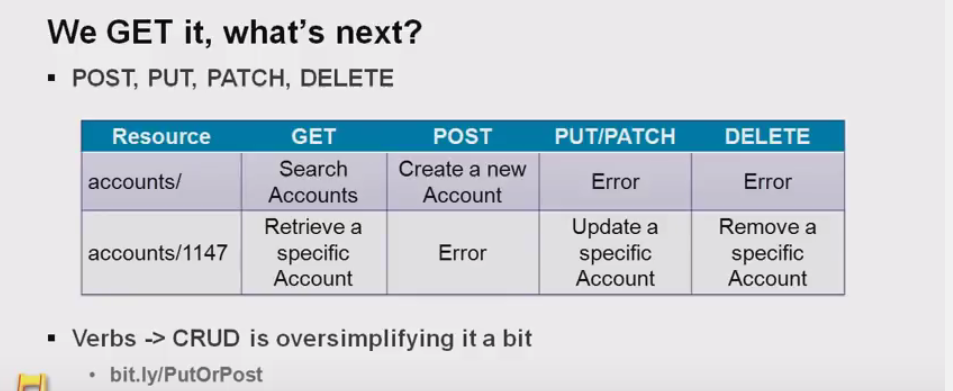 We GET it, what's next?
▪ POST, PUT, PATCH, DELETE
Resource GET POST PUT/PATCH DELETE
accounts/ Search Accounts Create a new Account Error Error
accounts/1147 Retrieve a specific Account Error Update a specific Account Remove a specific Account
▪ Verbs -> CRUD is oversimplifying it a bit
• bit.ly/PutOrPost